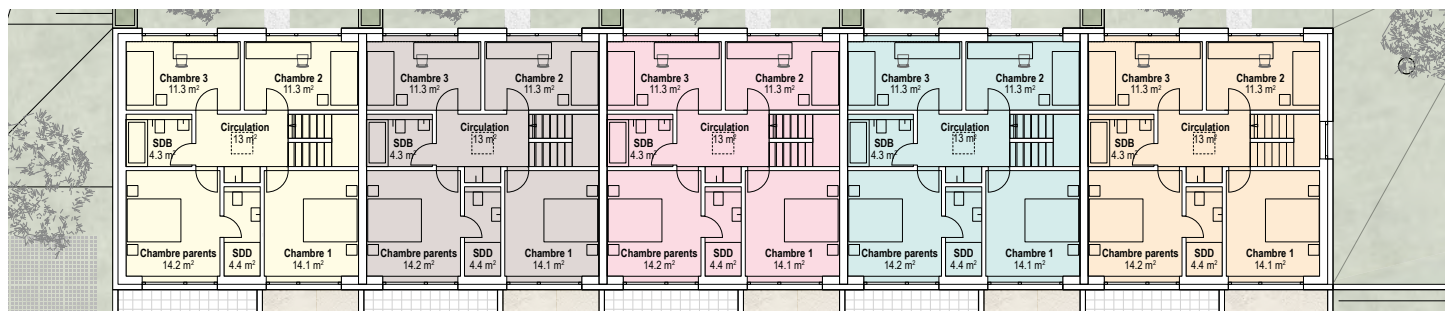 Chambre 3
11.3 m²
Chambre 2
11.3 m²
Circulation
13 m²
SDB
4.3 m²
Chambre parents
14.2 m²
SDD
4.4 m²
Chambre 1
14.1 m²
Chambre 3
11.3 m²
Chambre 2
11.3 m²
Circulation
13 m²
SDB
4.3 m²
Chambre parents
14.2 m²
SDD
4.4 m²
Chambre 1
14.1 m²
Chambre 3
11.3 m²
Chambre 2
11.3 m²
Circulation
13 m²
SDB
4.3 m²
Chambre parents
14.2 m²
SDD
4.4 m²
Chambre 1
14.1 m²
Chambre 3
11.3 m²
Chambre 2
11.3 m²
Circulation
13 m²
SDB
4.3 m²
Chambre parents
14.2 m²
SDD
4.4 m²
Chambre 1
14.1 m²
Chambre 3
11.3 m²
Chambre 2
11.3 m²
Circulation
13 m²
SDB
4.3 m²
Chambre parents
14.2 m²
SDD
4.4 m²
Chambre 1
14.1 m²